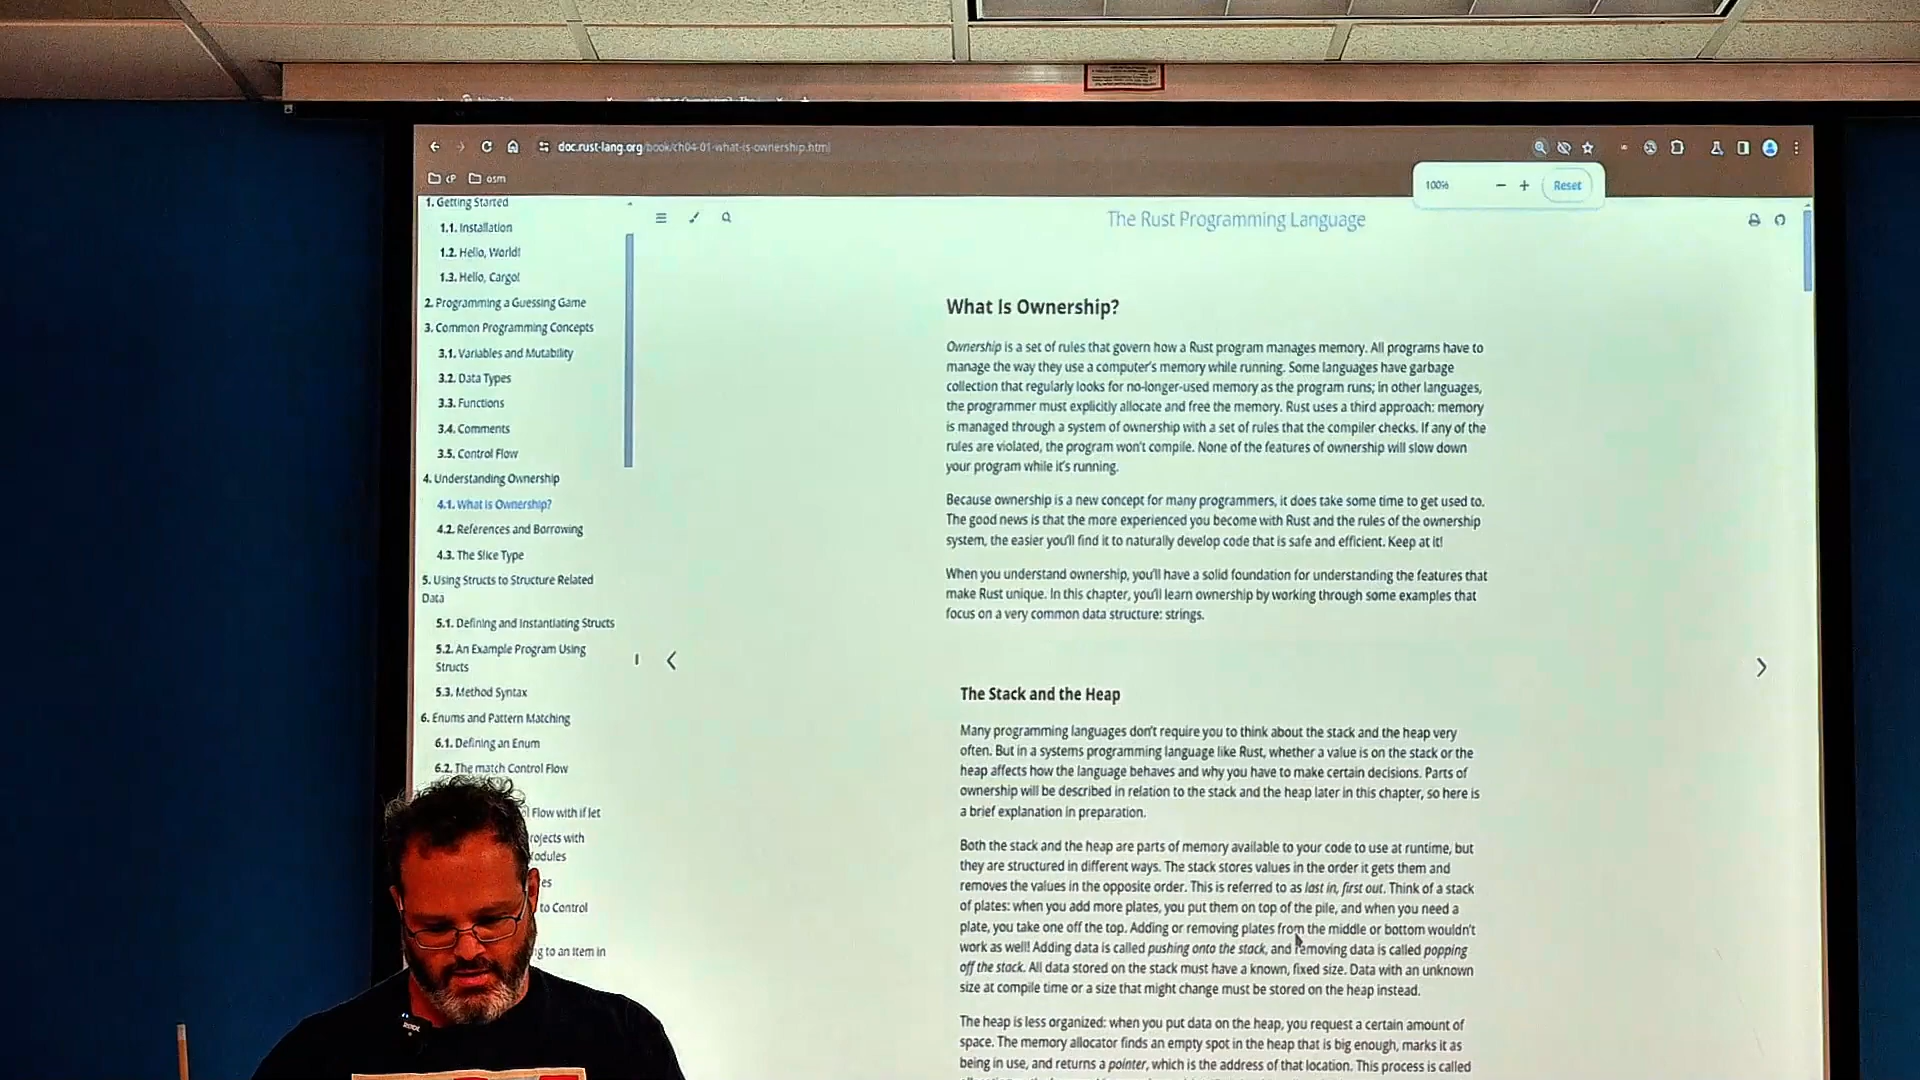 doc.rust-lang.org/book/ch04-01-what-is-ownership.html
cP
osm
100%
Reset
1. Getting Started
1.1. Installation
1.2. Hello, World!
1.3. Hello, Cargo!
2. Programming a Guessing Game
3. Common Programming Concepts
3.1. Variables and Mutability
3.2. Data Types
3.3. Functions
3.4. Comments
3.5. Control Flow
4. Understanding Ownership
4.1. What is Ownership?
4.2. References and Borrowing
4.3. The Slice Type
5. Using Structs to Structure Related
Data
5.1. Defining and Instantiating Structs
5.2. An Example Program Using
Structs
5.3. Method Syntax
6. Enums and Pattern Matching
6.1. Defining an Enum
6.2. The match Control Flow
Flow with if let
rojects with
odules
es
to Control
g to an Item in
The Rust Programming Language
What Is Ownership?
Ownership is a set of rules that govern how a Rust program manages memory. All programs have to
manage the way they use a computer's memory while running. Some languages have garbage
collection that regularly looks for no-longer-used memory as the program runs; in other languages,
the programmer must explicitly allocate and free the memory. Rust uses a third approach: memory
is managed through a system of ownership with a set of rules that the compiler checks. If any of the
rules are violated, the program won't compile. None of the features of ownership will slow down
your program while it's running.
Because ownership is a new concept for many programmers, it does take some time to get used to.
The good news is that the more experienced you become with Rust and the rules of the ownership
system, the easier you'll find it to naturally develop code that is safe and efficient. Keep at it!
When you understand ownership, you'll have a solid foundation for understanding the features that
make Rust unique. In this chapter, you'll learn ownership by working through some examples that
focus on a very common data structure: strings.
The Stack and the Heap
Many programming languages don't require you to think about the stack and the heap very
often. But in a systems programming language like Rust, whether a value is on the stack or the
heap affects how the language behaves and why you have to make certain decisions. Parts of
ownership will be described in relation to the stack and the heap later in this chapter, so here is
a brief explanation in preparation.
Both the stack and the heap are parts of memory available to your code to use at runtime, but
they are structured in different ways. The stack stores values in the order it gets them and
removes the values in the opposite order. This is referred to as last in, first out. Think of a stack
of plates: when you add more plates, you put them on top of the pile, and when you need a
plate, you take one off the top. Adding or removing plates from the middle or bottom wouldn't
work as well! Adding data is called pushing onto the stack, and removing data is called popping
off the stack. All data stored on the stack must have a known, fixed size. Data with an unknown
size at compile time or a size that might change must be stored on the heap instead.
The heap is less organized: when you put data on the heap, you request a certain amount of
space. The memory allocator finds an empty spot in the heap that is big enough, marks it as
being in use, and returns a pointer, which is the address of that location. This process is called